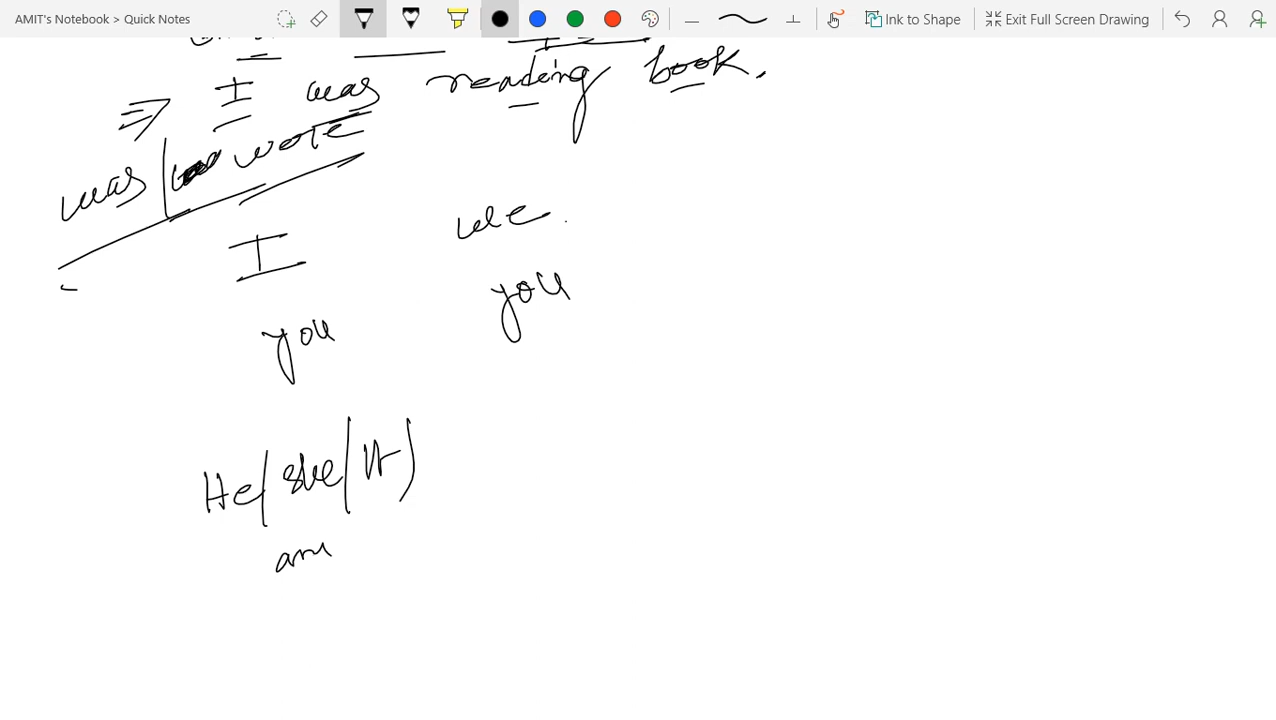 AMIT's Notebook > Quick Notes
Ink to Shape
Exit Full Screen Drawing
⇒ I was reading book.
was | wore
I we.
you you
He/she/It)
am